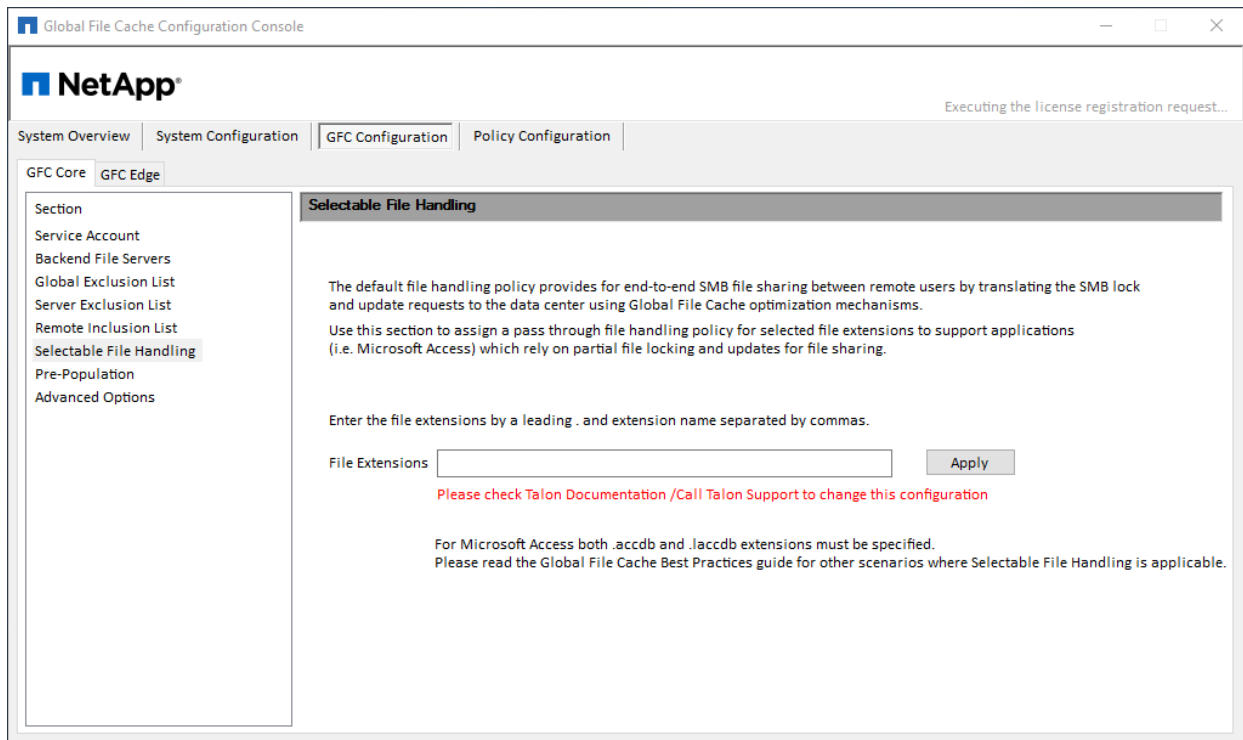 Global File Cache Configuration Console
NetApp®
Executing the license registration request...
System Overview
System Configuration
GFC Configuration
Policy Configuration
GFC Core
GFC Edge
Section
Service Account
Backend File Servers
Global Exclusion List
Server Exclusion List
Remote Inclusion List
Selectable File Handling
Pre-Population
Advanced Options
Selectable File Handling
The default file handling policy provides for end-to-end SMB file sharing between remote users by translating the SMB lock
and update requests to the data center using Global File Cache optimization mechanisms.
Use this section to assign a pass through file handling policy for selected file extensions to support applications
(i.e. Microsoft Access) which rely on partial file locking and updates for file sharing.
Enter the file extensions by a leading . and extension name separated by commas.
File Extensions
Apply
Please check Talon Documentation /Call Talon Support to change this configuration
For Microsoft Access both .accdb and .laccdb extensions must be specified.
Please read the Global File Cache Best Practices guide for other scenarios where Selectable File Handling is applicable.